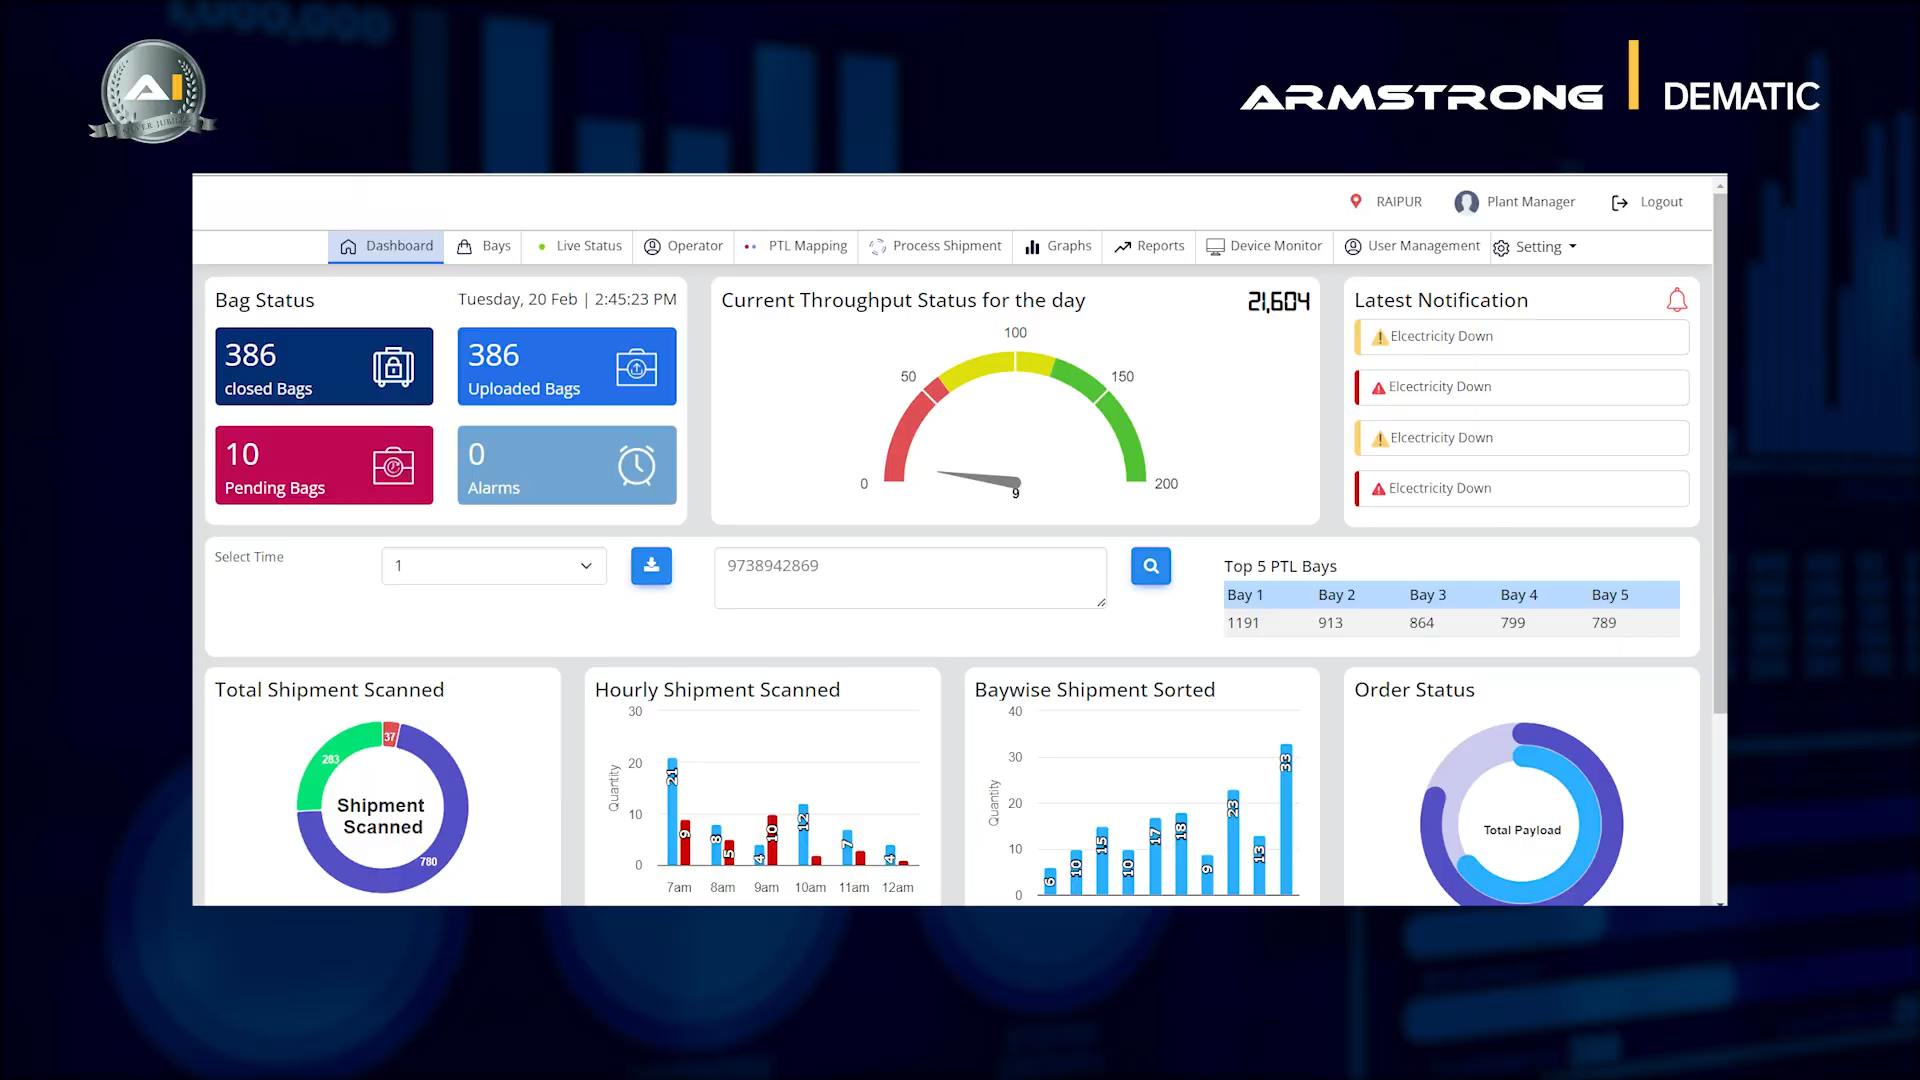 1,000,000
AI
SILVER JUBILEE
ARMSTRONG | DEMATIC
RAIPUR
Plant Manager
Logout
Dashboard
Bays
Live Status
Operator
PTL Mapping
Process Shipment
Graphs
Reports
Device Monitor
User Management
Setting
Bag Status
Tuesday, 20 Feb | 2:45:23 PM
386
closed Bags
386
Uploaded Bags
10
Pending Bags
0
Alarms
Current Throughput Status for the day
21,604
0
50
100
150
200
9
Latest Notification
Elcectricity Down
Elcectricity Down
Elcectricity Down
Elcectricity Down
Select Time
1
9738942869
Top 5 PTL Bays
Bay 1 Bay 2 Bay 3 Bay 4 Bay 5
1191 913 864 799 789
Total Shipment Scanned
37
283
780
Shipment
Scanned
Hourly Shipment Scanned
Quantity
30
20
10
0
21
9
8
5
4
10
12
7
4
7am 8am 9am 10am 11am 12am
Baywise Shipment Sorted
Quantity
40
30
20
10
0
6
10
15
10
17
18
9
23
13
33
Order Status
Total Payload